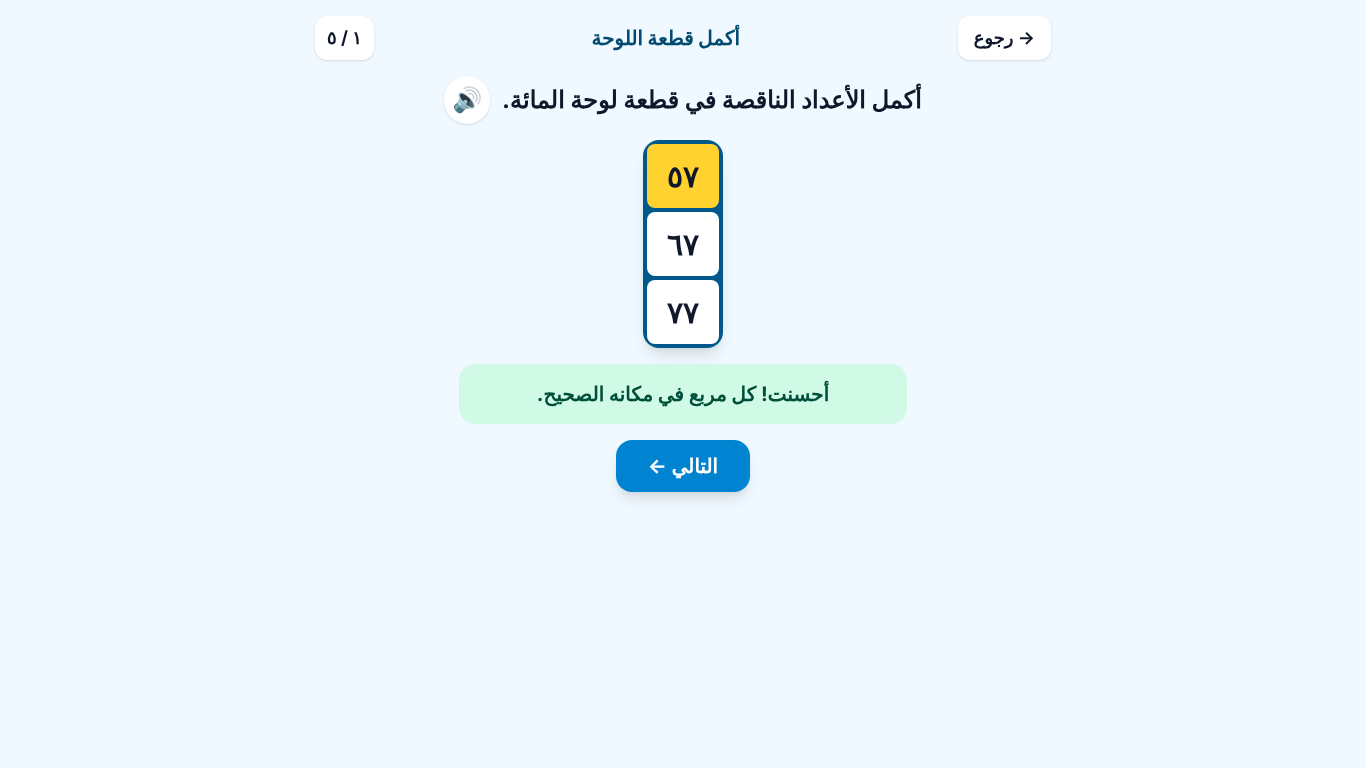 → رجوع
أكمل قطعة اللوحة
١ / ٥
أكمل الأعداد الناقصة في قطعة لوحة المائة. 🔊
٥٧
٦٧
٧٧
أحسنت! كل مربع في مكانه الصحيح.
التالي ←